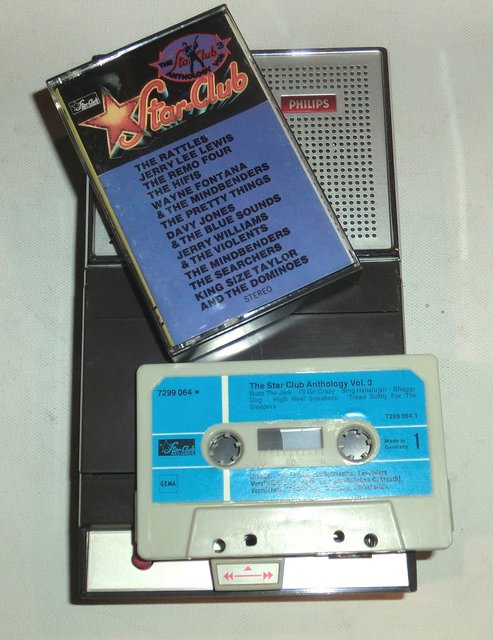 THE Star Club
ANTHOLOGY VOL. 3
Star-Club
Star-Club
PHILIPS
THE RATTLES
JERRY LEE LEWIS
THE REMO FOUR
THE HIFIS
WAYNE FONTANA
& THE MINDBENDERS
THE PRETTY THINGS
DAVY JONES
& THE BLUE SOUNDS
JERRY WILLIAMS
& THE VIOLENTS
THE MINDBENDERS
THE SEARCHERS
KING SIZE TAYLOR
AND THE DOMINOES
STEREO
7299 064 *
The Star Club Anthology Vol. 3
Buzz The Jerk · I'll Go Crazy · Sing Hallelujah · Shaggy
Dog · High Heel Sneakers · Tread Softly For The
Sleepers
7299 064.1
Star-Club
Made in
Germany
1
GEMA